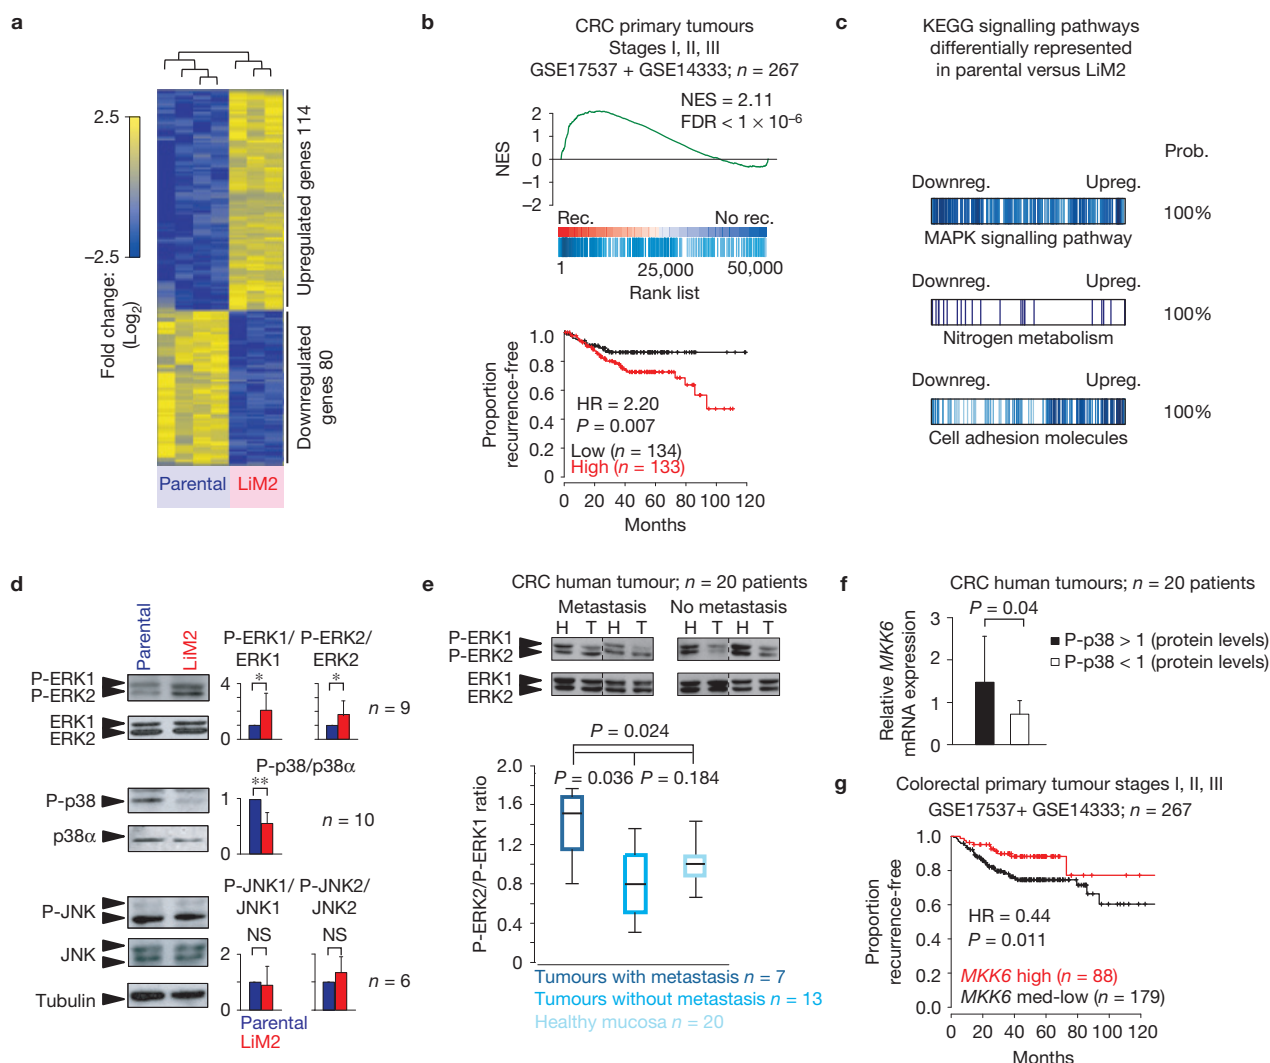 a
2.5
−2.5
Fold change:
(Log2)
Upregulated genes 114
Downregulated
genes 80
Parental
LiM2
b
CRC primary tumours
Stages I, II, III
GSE17537 + GSE14333; n = 267
NES = 2.11
FDR < 1 × 10−6
NES
2
1
0
−1
−2
Rec.
No rec.
1
25,000
50,000
Rank list
Proportion
recurrence-free
1.0
0.8
0.6
0.4
0.2
0
HR = 2.20
P = 0.007
Low (n = 134)
High (n = 133)
0 20 40 60 80 100 120
Months
c
KEGG signalling pathways
differentially represented
in parental versus LiM2
Prob.
Downreg.
Upreg.
100%
MAPK signalling pathway
Downreg.
Upreg.
100%
Nitrogen metabolism
Downreg.
Upreg.
100%
Cell adhesion molecules
d
Parental
LiM2
P-ERK1/
ERK1
P-ERK2/
ERK2
P-ERK1
P-ERK2
ERK1
ERK2
4
2
0
*
*
n = 9
P-p38/p38α
P-p38
p38α
1
0
**
n = 10
P-JNK1/
JNK1
P-JNK2/
JNK2
P-JNK
JNK
Tubulin
NS
NS
2
0
n = 6
Parental
LiM2
e
CRC human tumour; n = 20 patients
Metastasis
No metastasis
H T H T
H T H T
P-ERK1
P-ERK2
ERK1
ERK2
P = 0.024
P = 0.036
P = 0.184
P-ERK2/P-ERK1 ratio
2.0
1.6
1.2
0.8
0.4
0
Tumours with metastasis n = 7
Tumours without metastasis n = 13
Healthy mucosa n = 20
f
CRC human tumours; n = 20 patients
P = 0.04
Relative MKK6
mRNA expression
3
2
1
0
P-p38 > 1 (protein levels)
P-p38 < 1 (protein levels)
g
Colorectal primary tumour stages I, II, III
GSE17537+ GSE14333; n = 267
Proportion
recurrence-free
1.0
0.8
0.6
0.4
0.2
0.0
HR = 0.44
P = 0.011
MKK6 high (n = 88)
MKK6 med-low (n = 179)
0 20 40 60 80 100 120
Months